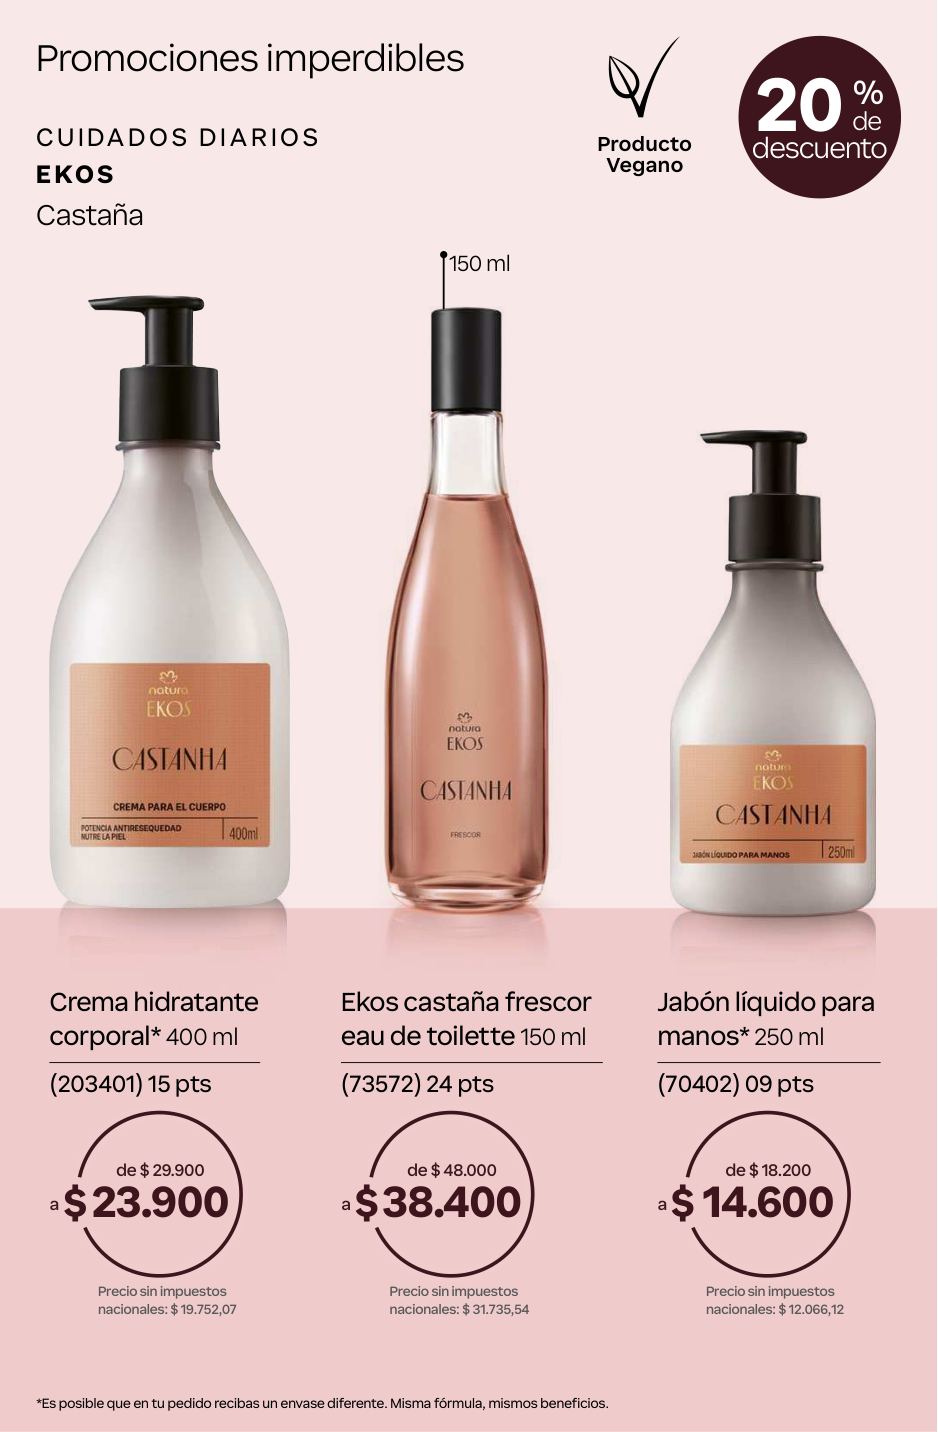 Promociones imperdibles
CUIDADOS DIARIOS
EKOS
Castaña
Producto
Vegano
20 %
de
descuento
150 ml
natura
EKOS
CASTANHA
CREMA PARA EL CUERPO
POTENCIA ANTIRESEQUEDAD
NUTRE LA PIEL
400ml
natura
EKOS
CASTANHA
FRESCOR
natura
EKOS
CASTANHA
JABÓN LÍQUIDO PARA MANOS
250ml
Crema hidratante
corporal* 400 ml
(203401) 15 pts
de $ 29.900
a $ 23.900
Precio sin impuestos
nacionales: $ 19.752,07
Ekos castaña frescor
eau de toilette 150 ml
(73572) 24 pts
de $ 48.000
a $ 38.400
Precio sin impuestos
nacionales: $ 31.735,54
Jabón líquido para
manos* 250 ml
(70402) 09 pts
de $ 18.200
a $ 14.600
Precio sin impuestos
nacionales: $ 12.066,12
*Es posible que en tu pedido recibas un envase diferente. Misma fórmula, mismos beneficios.